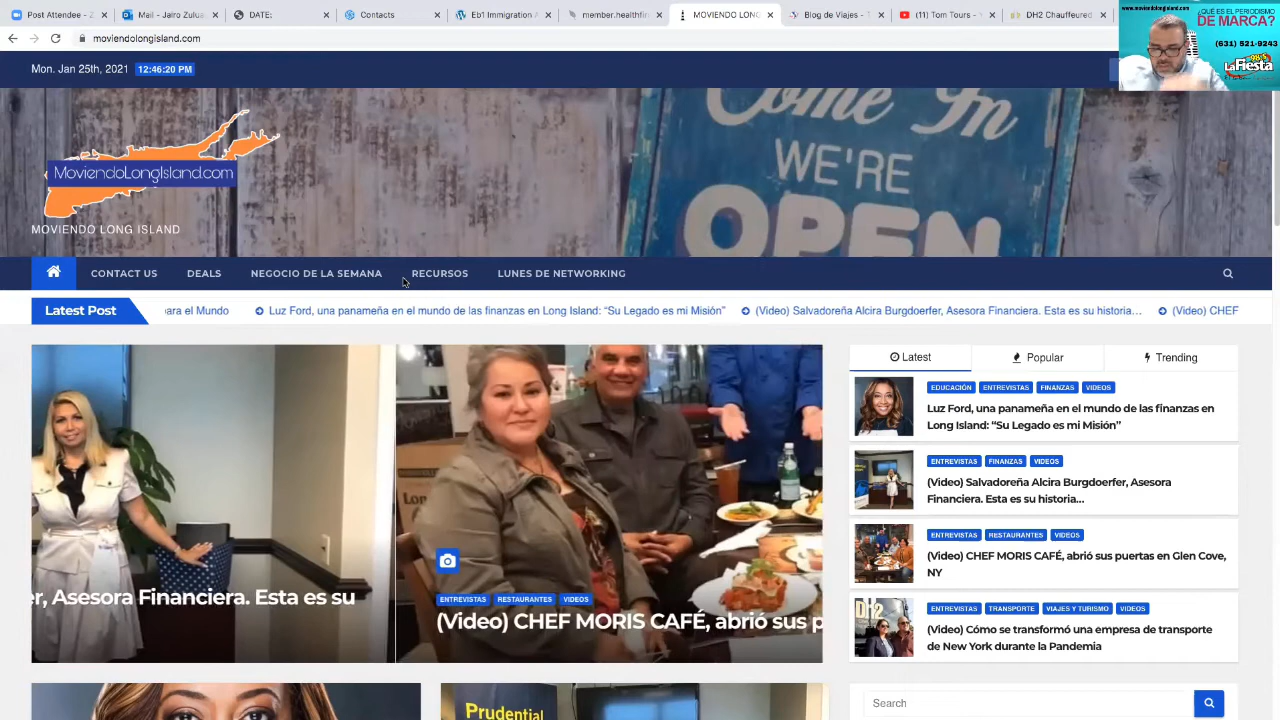 Post Attendee - Z
Mail - Jairo Zulua
DATE;
Contacts
Eb1 Immigration A
member.healthfir
MOVIENDO LONG
Blog de Viajes - T
(11) Tom Tours - Y
DH2 Chauffeured
moviendolongisland.com
www.moviendolongisland.com
¿QUÉ ES EL PERIODISMO
DE MARCA?
(631) 521-9243
LaFiesta
Mon. Jan 25th, 2021
12:46:20 PM
Come In
WE'RE
OPEN
MoviendoLongIsland.com
MOVIENDO LONG ISLAND
CONTACT US
DEALS
NEGOCIO DE LA SEMANA
RECURSOS
LUNES DE NETWORKING
Latest Post
para el Mundo
Luz Ford, una panameña en el mundo de las finanzas en Long Island: “Su Legado es mi Misión”
(Video) Salvadoreña Alcira Burgdoerfer, Asesora Financiera. Esta es su historia…
(Video) CHEF
Latest
Popular
Trending
EDUCACIÓN ENTREVISTAS FINANZAS VIDEOS
Luz Ford, una panameña en el mundo de las finanzas en
Long Island: “Su Legado es mi Misión”
ENTREVISTAS FINANZAS VIDEOS
(Video) Salvadoreña Alcira Burgdoerfer, Asesora
Financiera. Esta es su historia…
ENTREVISTAS RESTAURANTES VIDEOS
(Video) CHEF MORIS CAFÉ, abrió sus puertas en Glen Cove,
NY
ENTREVISTAS TRANSPORTE VIAJES Y TURISMO VIDEOS
(Video) Cómo se transformó una empresa de transporte
de New York durante la Pandemia
DH2
er, Asesora Financiera. Esta es su
ENTREVISTAS RESTAURANTES VIDEOS
(Video) CHEF MORIS CAFÉ, abrió sus p
Prudential
Search